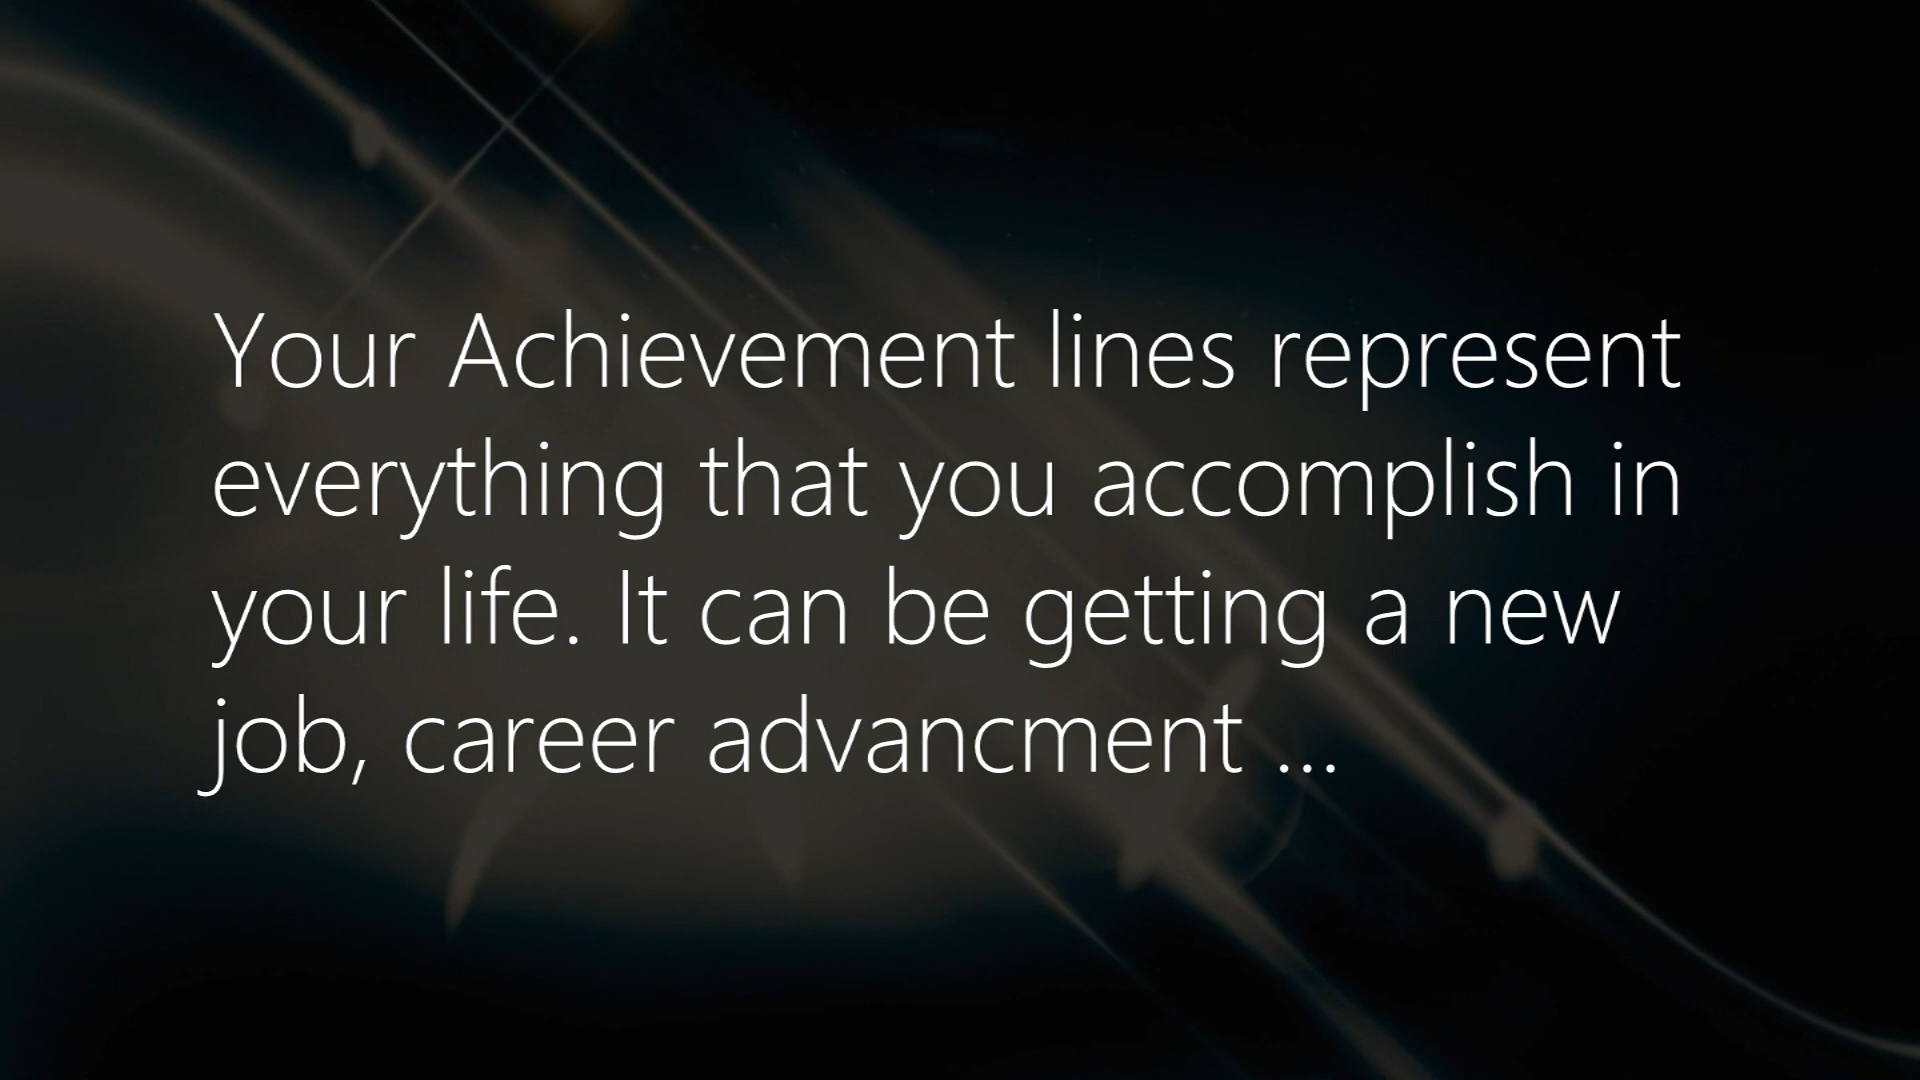 Your Achievement lines represent
everything that you accomplish in
your life. It can be getting a new
job, career advancment ...